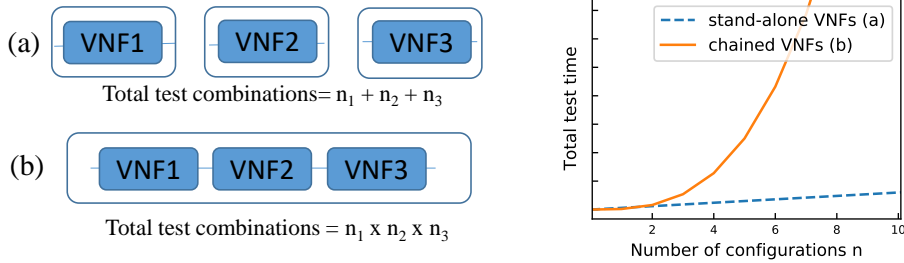 (a)
VNF1
VNF2
VNF3
Total test combinations= n₁ + n₂ + n₃
(b)
VNF1
VNF2
VNF3
Total test combinations = n₁ x n₂ x n₃
stand-alone VNFs (a)
chained VNFs (b)
Total test time
2
4
6
8
10
Number of configurations n